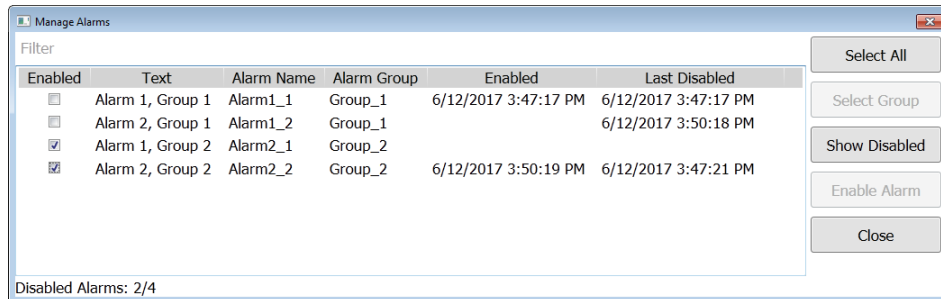 Manage Alarms
Filter
Select All
Enabled Text Alarm Name Alarm Group Enabled Last Disabled
Alarm 1, Group 1 Alarm1_1 Group_1 6/12/2017 3:47:17 PM 6/12/2017 3:47:17 PM
Select Group
Alarm 2, Group 1 Alarm1_2 Group_1 6/12/2017 3:50:18 PM
Alarm 1, Group 2 Alarm2_1 Group_2
Show Disabled
Alarm 2, Group 2 Alarm2_2 Group_2 6/12/2017 3:50:19 PM 6/12/2017 3:47:21 PM
Enable Alarm
Close
Disabled Alarms: 2/4